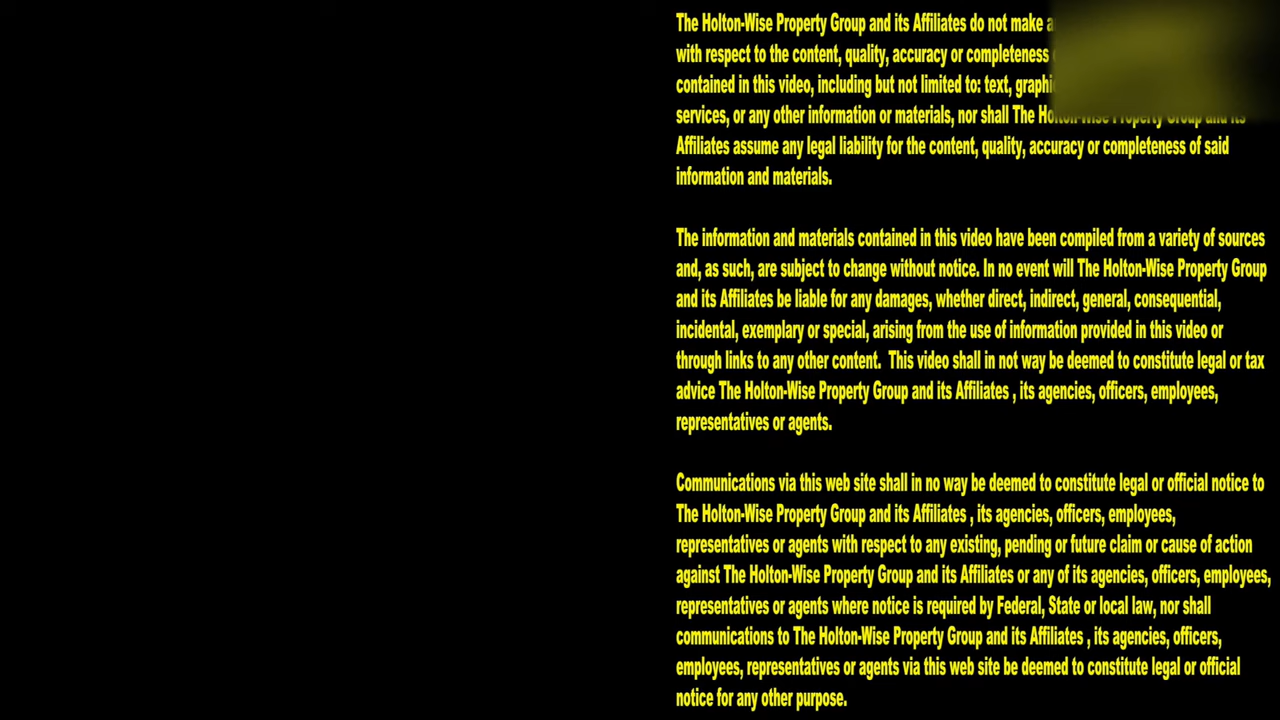 The Holton-Wise Property Group and its Affiliates do not make
with respect to the content, quality, accuracy or completeness
contained in this video, including but not limited to: text,
services, or any other information or materials, nor shall The Holton-Wise Property Group and its
Affiliates assume any legal liability for the content, quality, accuracy or completeness of said
information and materials.
The information and materials contained in this video have been compiled from a variety of sources
and, as such, are subject to change without notice. In no event will The Holton-Wise Property Group
and its Affiliates be liable for any damages, whether direct, indirect, general, consequential,
incidental, exemplary or special, arising from the use of information provided in this video or
through links to any other content. This video shall in not way be deemed to constitute legal or tax
advice The Holton-Wise Property Group and its Affiliates , its agencies, officers, employees,
representatives or agents.
Communications via this web site shall in no way be deemed to constitute legal or official notice to
The Holton-Wise Property Group and its Affiliates , its agencies, officers, employees,
representatives or agents with respect to any existing, pending or future claim or cause of action
against The Holton-Wise Property Group and its Affiliates or any of its agencies, officers, employees,
representatives or agents where notice is required by Federal, State or local law, nor shall
communications to The Holton-Wise Property Group and its Affiliates , its agencies, officers,
employees, representatives or agents via this web site be deemed to constitute legal or official
notice for any other purpose.